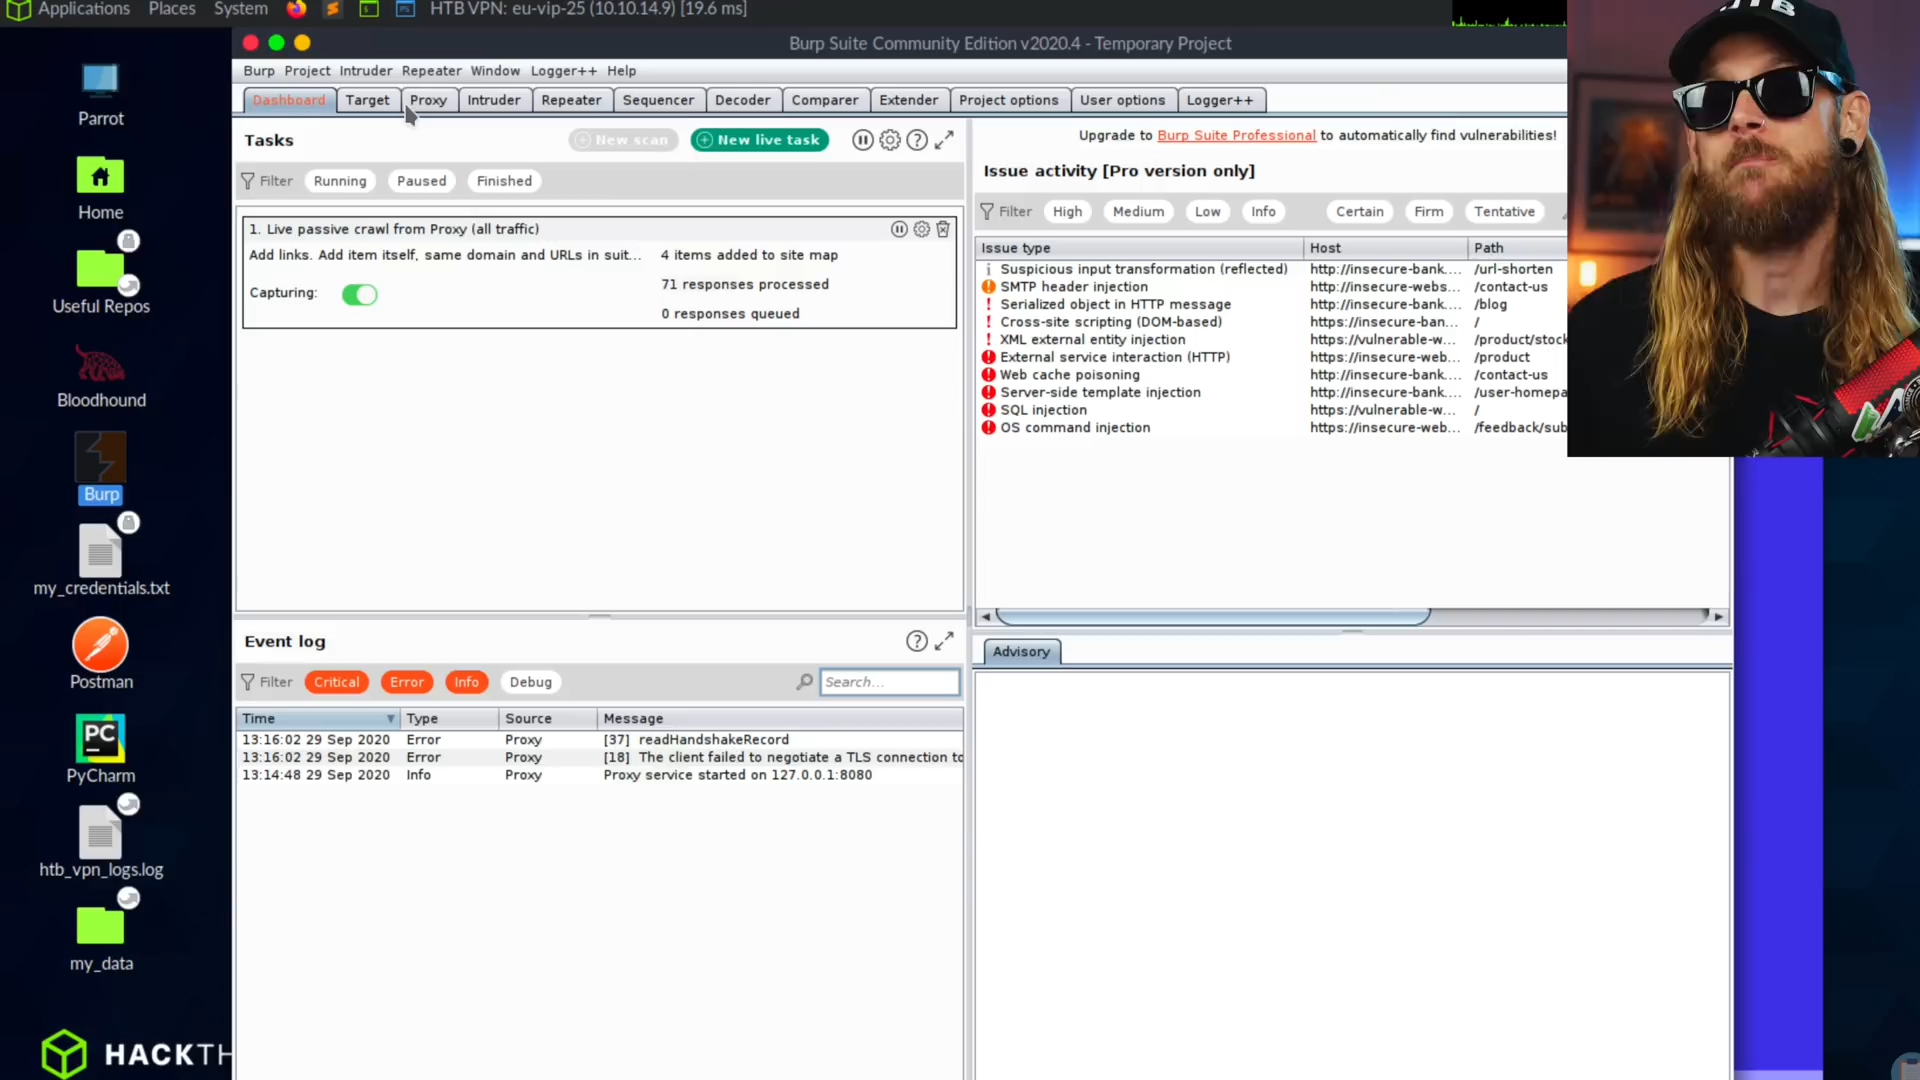 Applications Places System HTB VPN: eu-vip-25 (10.10.14.9) [19.6 ms]
Burp Suite Community Edition v2020.4 - Temporary Project
Burp Project Intruder Repeater Window Logger++ Help
Dashboard Target Proxy Intruder Repeater Sequencer Decoder Comparer Extender Project options User options Logger++
Tasks
New scan
New live task
Filter Running Paused Finished
1. Live passive crawl from Proxy (all traffic)
Add links. Add item itself, same domain and URLs in suit...
4 items added to site map
Capturing:
71 responses processed
0 responses queued
Upgrade to Burp Suite Professional to automatically find vulnerabilities!
Issue activity [Pro version only]
Filter High Medium Low Info Certain Firm Tentative
Issue type Host Path
Suspicious input transformation (reflected) http://insecure-bank.... /url-shorten
SMTP header injection http://insecure-webs... /contact-us
Serialized object in HTTP message http://insecure-bank.... /blog
Cross-site scripting (DOM-based) https://insecure-ban... /
XML external entity injection https://vulnerable-w... /product/stock
External service interaction (HTTP) https://insecure-web... /product
Web cache poisoning http://insecure-bank.... /contact-us
Server-side template injection http://insecure-bank.... /user-homepa
SQL injection https://vulnerable-w... /
OS command injection https://insecure-web... /feedback/sub
Event log
Filter Critical Error Info Debug Search...
Time Type Source Message
13:16:02 29 Sep 2020 Error Proxy [37] readHandshakeRecord
13:16:02 29 Sep 2020 Error Proxy [18] The client failed to negotiate a TLS connection to
13:14:48 29 Sep 2020 Info Proxy Proxy service started on 127.0.0.1:8080
Advisory
Parrot
Home
Useful Repos
Bloodhound
Burp
my_credentials.txt
Postman
PC
PyCharm
htb_vpn_logs.log
my_data
HACKTH
HTB